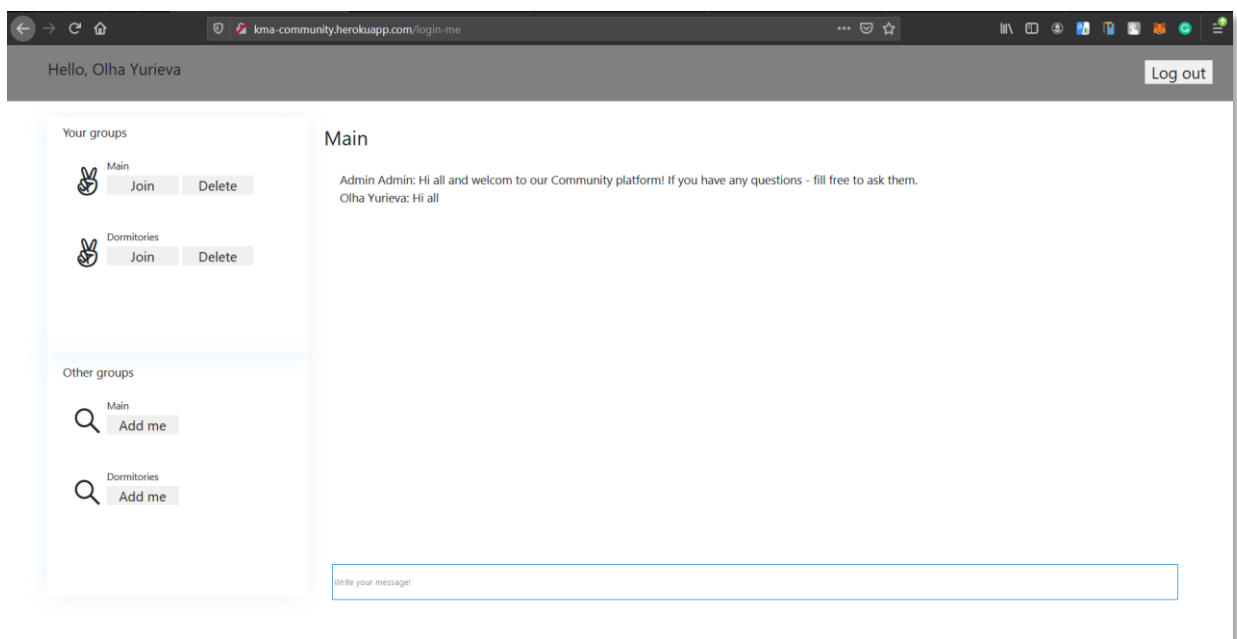 kma-community.herokuapp.com/login-me
Hello, Olha Yurieva
Log out
Your groups
Main
Join Delete
Dormitories
Join Delete
Other groups
Main
Add me
Dormitories
Add me
Main
Admin Admin: Hi all and welcom to our Community platform! If you have any questions - fill free to ask them.
Olha Yurieva: Hi all
Write your message!